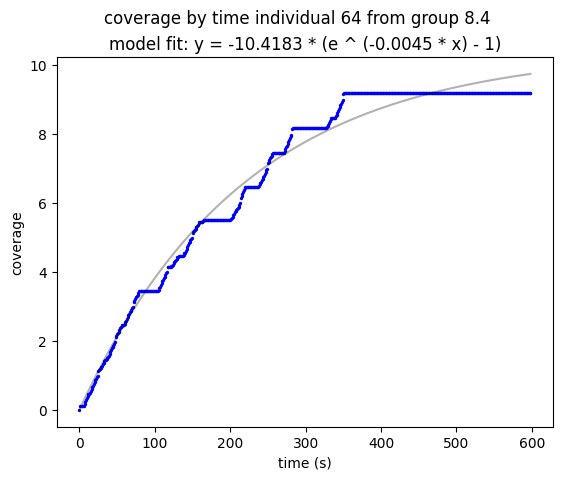 coverage by time individual 64 from group 8.4
model fit: y = -10.4183 * (e ^ (-0.0045 * x) - 1)
10
8
6
4
2
0
coverage
0 100 200 300 400 500 600
time (s)